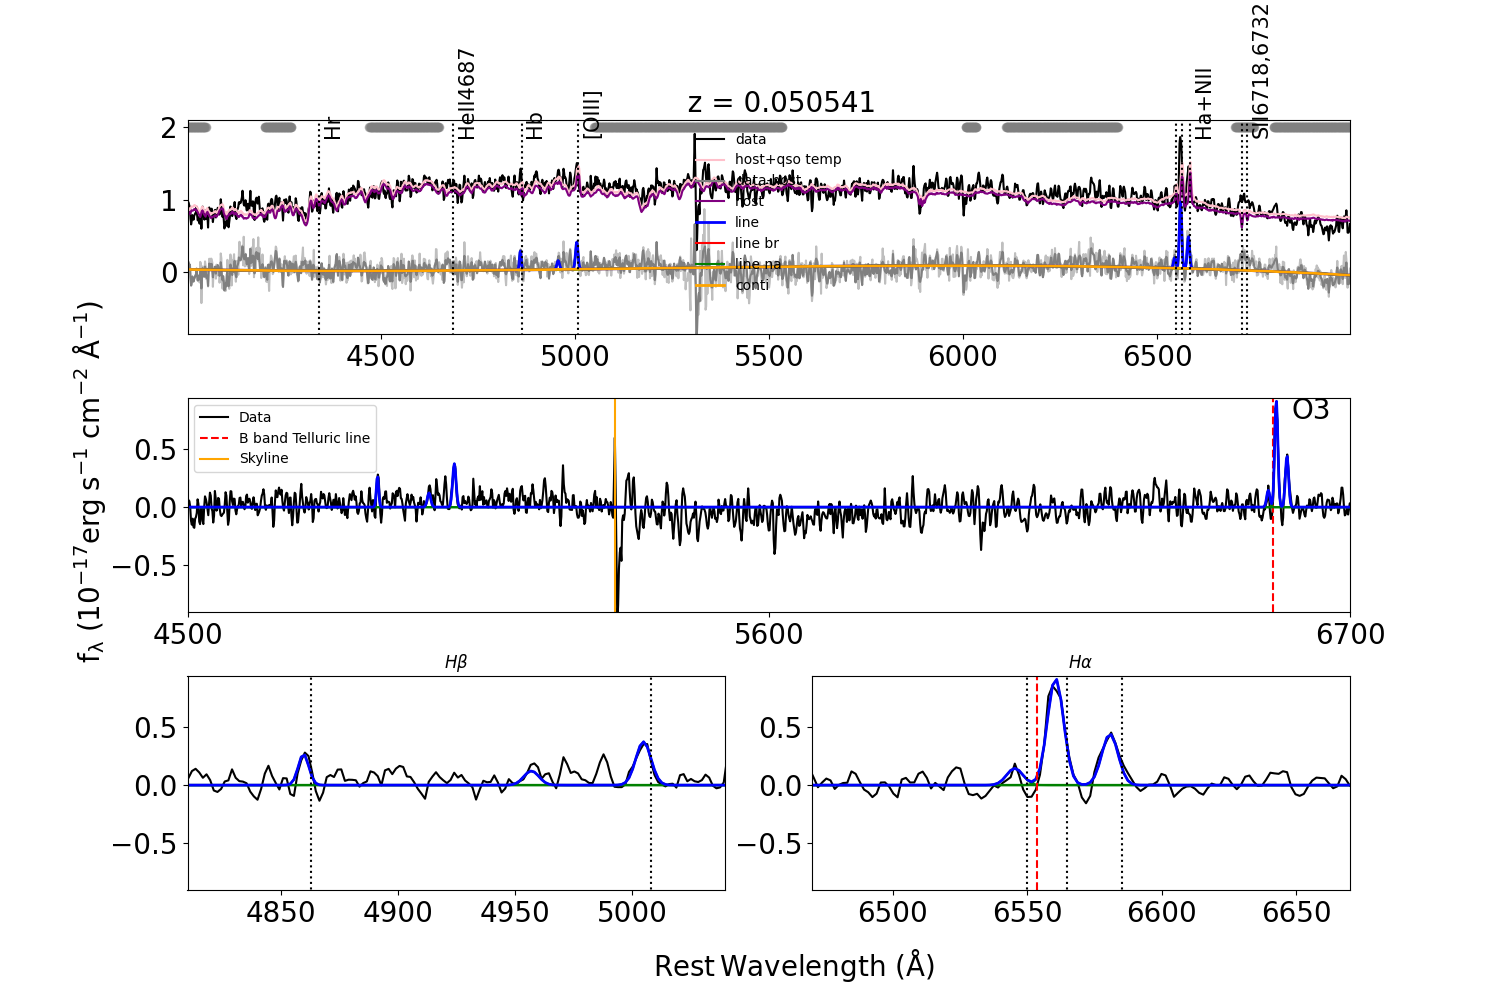 z = 0.050541
Hr
HeII4687
Hb
[OIII]
Ha+NII
SII6718,6732
data
host+qso temp
data-host
host
line
line br
line na
conti
2
1
0
4500
5000
5500
6000
6500
f_λ (10^{-17}erg s^{-1} cm^{-2} Å^{-1})
Data
B band Telluric line
Skyline
O3
0.5
0.0
−0.5
4500
5600
6700
Hβ
0.5
0.0
−0.5
4850
4900
4950
5000
Hα
0.5
0.0
−0.5
6500
6550
6600
6650
Rest Wavelength (Å)